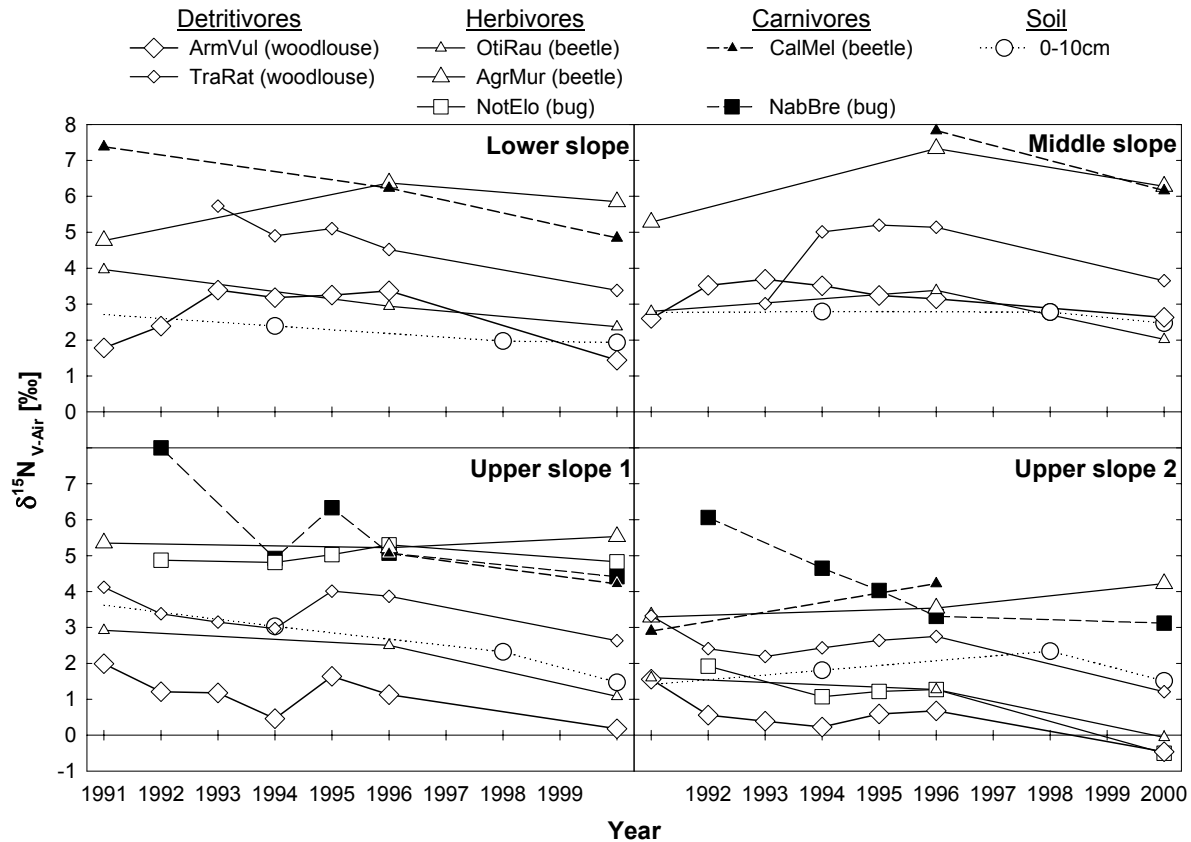 Detritivores Herbivores Carnivores Soil
ArmVul (woodlouse) OtiRau (beetle) CalMel (beetle) 0-10cm
TraRat (woodlouse) AgrMur (beetle)
NotElo (bug) NabBre (bug)
8
7
6
5
4
3
2
1
0
Lower slope
Middle slope
7
6
5
4
3
2
1
0
-1
Upper slope 1
Upper slope 2
δ¹⁵N V-Air [‰]
1991 1992 1993 1994 1995 1996 1997 1998 1999
1992 1993 1994 1995 1996 1997 1998 1999 2000
Year